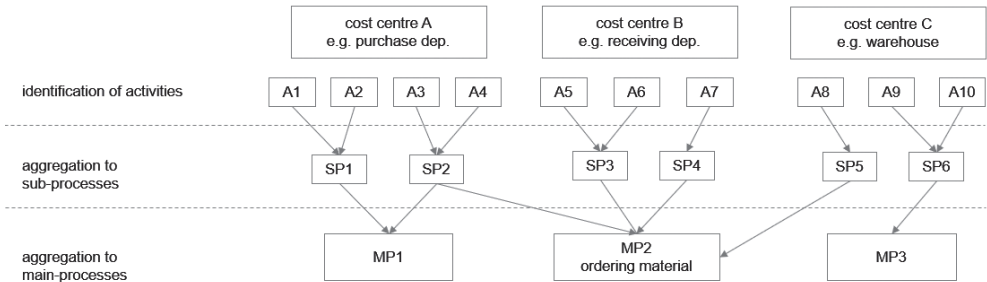 cost centre A
e.g. purchase dep.
cost centre B
e.g. receiving dep.
cost centre C
e.g. warehouse
identification of activities
A1
A2
A3
A4
A5
A6
A7
A8
A9
A10
aggregation to
sub-processes
SP1
SP2
SP3
SP4
SP5
SP6
aggregation to
main-processes
MP1
MP2
ordering material
MP3